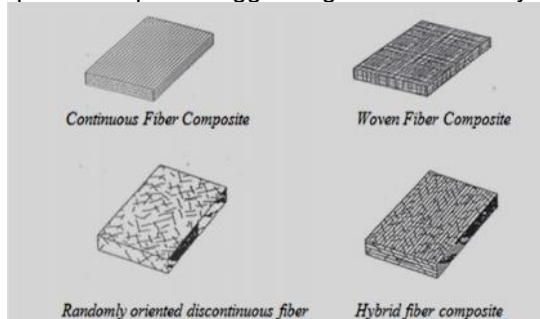 Continuous Fiber Composite
Woven Fiber Composite
Randomly oriented discontinuous fiber
Hybrid fiber composite